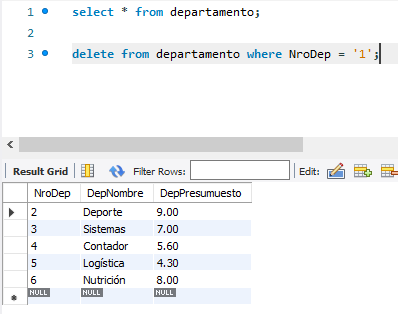 1 select * from departamento;
2
3 delete from departamento where NroDep = '1';
Result Grid Filter Rows: Edit:
NroDep DepNombre DepPresumuesto
2 Deporte 9.00
3 Sistemas 7.00
4 Contador 5.60
5 Logística 4.30
6 Nutrición 8.00
NULL NULL NULL